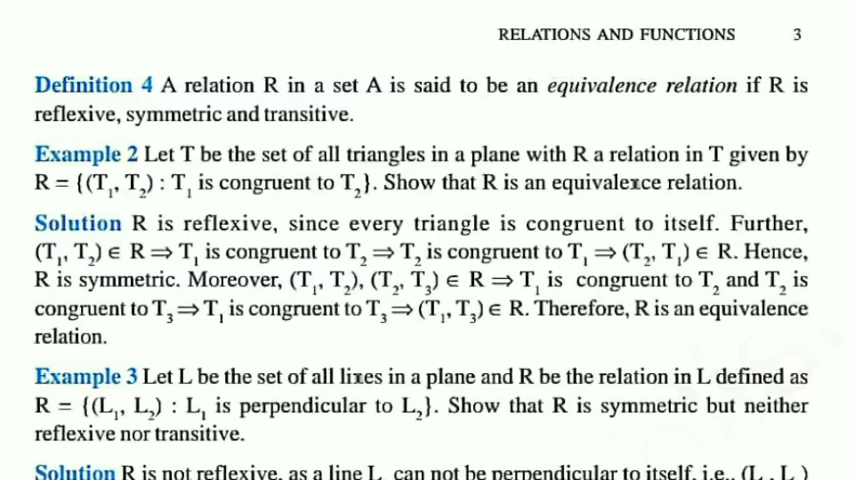 RELATIONS AND FUNCTIONS 3
Definition 4 A relation R in a set A is said to be an equivalence relation if R is
reflexive, symmetric and transitive.
Example 2 Let T be the set of all triangles in a plane with R a relation in T given by
R = {(T₁, T₂) : T₁ is congruent to T₂}. Show that R is an equivalexce relation.
Solution R is reflexive, since every triangle is congruent to itself. Further,
(T₁, T₂) ∈ R ⇒ T₁ is congruent to T₂ ⇒ T₂ is congruent to T₁ ⇒ (T₂, T₁) ∈ R. Hence,
R is symmetric. Moreover, (T₁, T₂), (T₂, T₃) ∈ R ⇒ T₁ is congruent to T₂ and T₂ is
congruent to T₃ ⇒ T₁ is congruent to T₃ ⇒ (T₁, T₃) ∈ R. Therefore, R is an equivalence
relation.
Example 3 Let L be the set of all lixes in a plane and R be the relation in L defined as
R = {(L₁, L₂) : L₁ is perpendicular to L₂}. Show that R is symmetric but neither
reflexive nor transitive.
Solution R is not reflexive, as a line L can not be perpendicular to itself, i.e., (L , L )